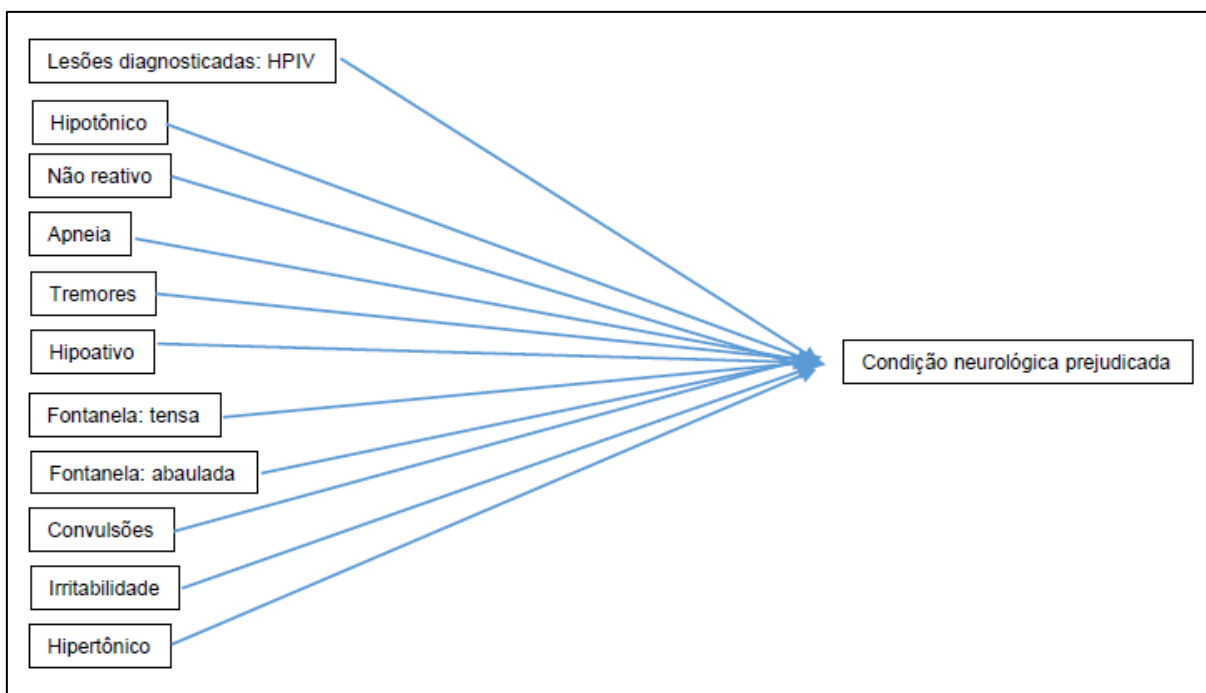 Lesões diagnosticadas: HPIV
Hipotônico
Não reativo
Apneia
Tremores
Hipoativo
Condição neurológica prejudicada
Fontanela: tensa
Fontanela: abaulada
Convulsões
Irritabilidade
Hipertônico